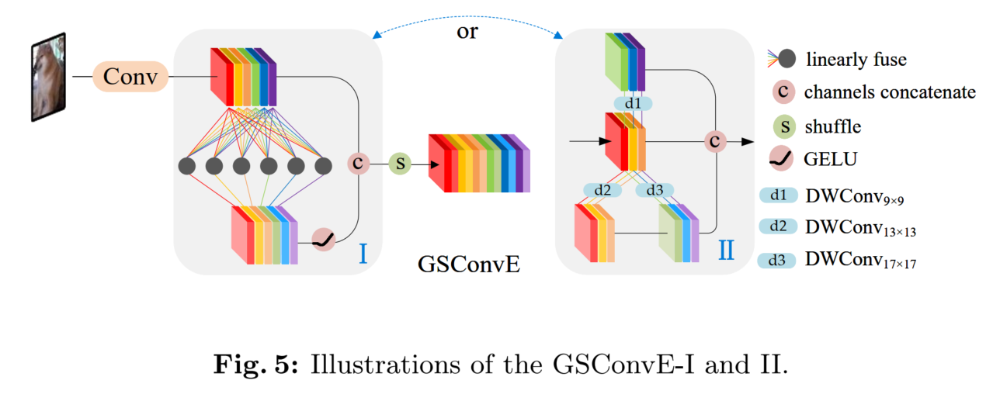 or
Conv
c
s
I
GSConvE
d1
c
d2
d3
II
linearly fuse
c channels concatenate
s shuffle
GELU
d1 DWConv9×9
d2 DWConv13×13
d3 DWConv17×17
Fig. 5: Illustrations of the GSConvE-I and II.